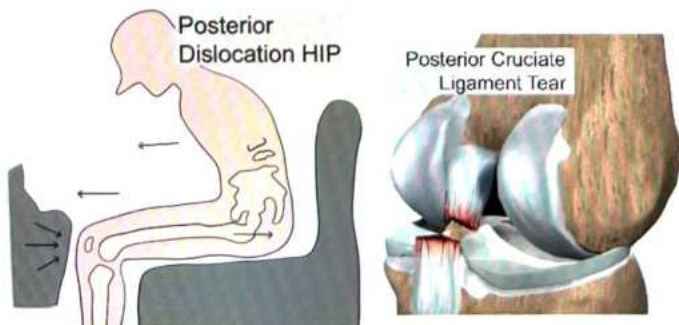 Posterior
Dislocation HIP
Posterior Cruciate
Ligament Tear